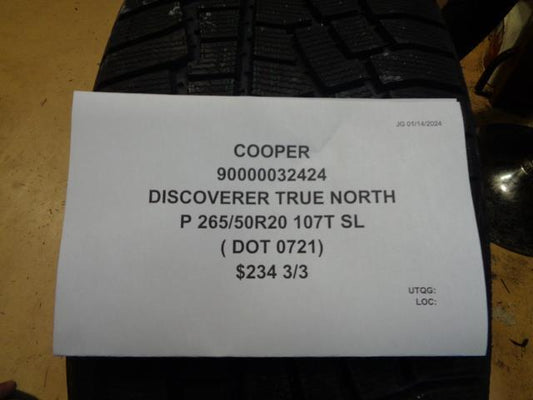 JG 01/14/2024
COOPER
90000032424
DISCOVERER TRUE NORTH
P 265/50R20 107T SL
( DOT 0721)
$234 3/3
UTQG:
LOC: